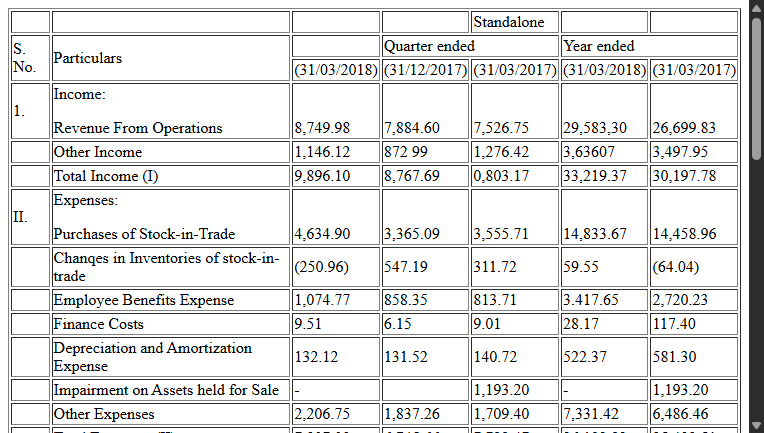 Standalone
S. No. Particulars Quarter ended Year ended
(31/03/2018) (31/12/2017) (31/03/2017) (31/03/2018) (31/03/2017)
1. Income:
Revenue From Operations 8,749.98 7,884.60 7,526.75 29,583,30 26,699.83
Other Income 1,146.12 872 99 1,276.42 3,63607 3,497.95
Total Income (I) 9,896.10 8,767.69 0,803.17 33,219.37 30,197.78
II. Expenses:
Purchases of Stock-in-Trade 4,634.90 3,365.09 3,555.71 14,833.67 14,458.96
Chanqes in Inventories of stock-in-
trade (250.96) 547.19 311.72 59.55 (64.04)
Employee Benefits Expense 1,074.77 858.35 813.71 3.417.65 2,720.23
Finance Costs 9.51 6.15 9.01 28.17 117.40
Depreciation and Amortization
Expense 132.12 131.52 140.72 522.37 581.30
Impairment on Assets held for Sale - 1,193.20 - 1,193.20
Other Expenses 2,206.75 1,837.26 1,709.40 7,331.42 6,486.46